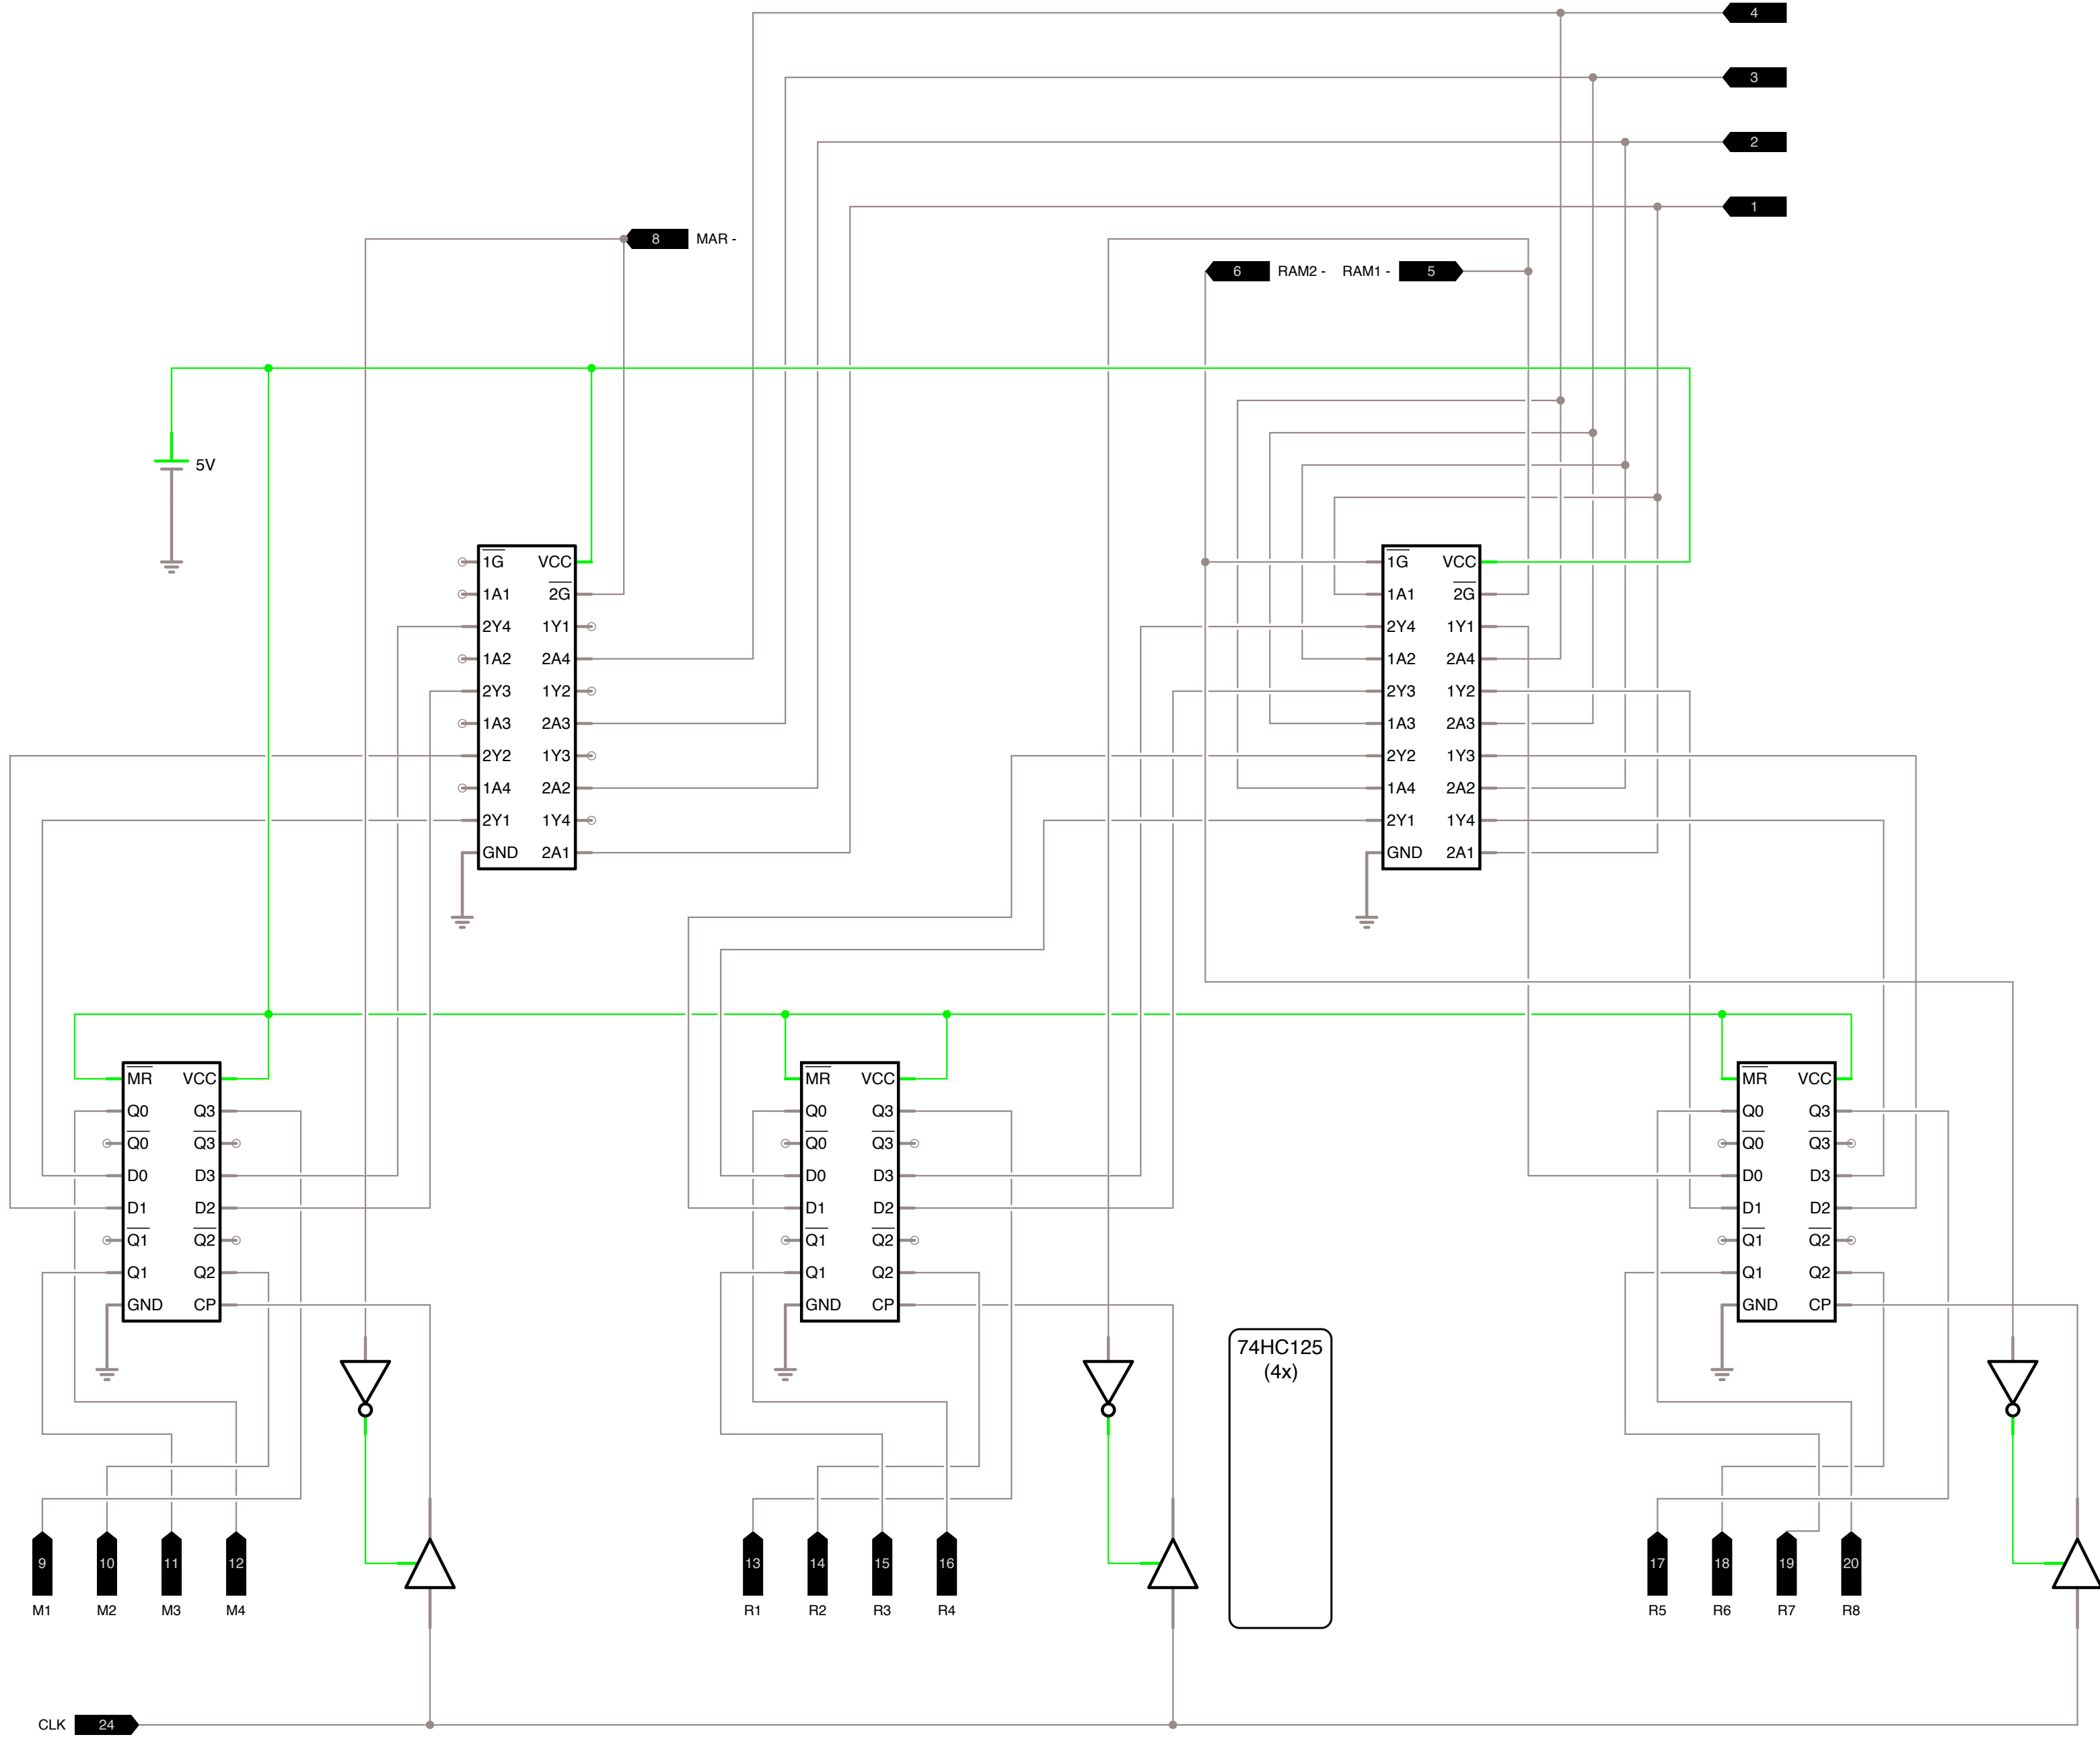 4
3
2
1
8 MAR -
6 RAM2 - RAM1 - 5
5V
1G VCC
1A1 2G
2Y4 1Y1
1A2 2A4
2Y3 1Y2
1A3 2A3
2Y2 1Y3
1A4 2A2
2Y1 1Y4
GND 2A1
1G VCC
1A1 2G
2Y4 1Y1
1A2 2A4
2Y3 1Y2
1A3 2A3
2Y2 1Y3
1A4 2A2
2Y1 1Y4
GND 2A1
MR VCC
Q0 Q3
Q0 Q3
D0 D3
D1 D2
Q1 Q2
Q1 Q2
GND CP
MR VCC
Q0 Q3
Q0 Q3
D0 D3
D1 D2
Q1 Q2
Q1 Q2
GND CP
MR VCC
Q0 Q3
Q0 Q3
D0 D3
D1 D2
Q1 Q2
Q1 Q2
GND CP
74HC125
(4x)
9 10 11 12
M1 M2 M3 M4
13 14 15 16
R1 R2 R3 R4
17 18 19 20
R5 R6 R7 R8
CLK 24